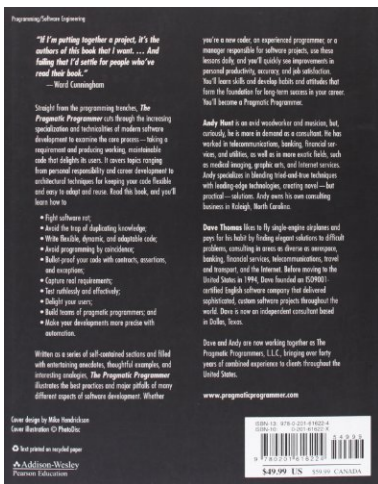 Programming/Software Engineering
"If I'm putting together a project, it's the
authors of this book that I want. ... And
failing that I'd settle for people who've
read their book."
—Ward Cunningham
Straight from the programming trenches, The
Pragmatic Programmer cuts through the increasing
specialization and technicalities of modern software
development to examine the core process—taking a
requirement and producing working, maintainable
code that delights its users. It covers topics ranging
from personal responsibility and career development to
architectural techniques for keeping your code flexible
and easy to adapt and reuse. Read this book, and you'll
learn how to
• Fight software rot;
• Avoid the trap of duplicating knowledge;
• Write flexible, dynamic, and adaptable code;
• Avoid programming by coincidence;
• Bullet-proof your code with contracts, assertions,
and exceptions;
• Capture real requirements;
• Test ruthlessly and effectively;
• Delight your users;
• Build teams of pragmatic programmers; and
• Make your developments more precise with
automation.
Written as a series of self-contained sections and filled
with entertaining anecdotes, thoughtful examples, and
interesting analogies, The Pragmatic Programmer
illustrates the best practices and major pitfalls of many
different aspects of software development. Whether
you're a new coder, an experienced programmer, or a
manager responsible for software projects, use these
lessons daily, and you'll quickly see improvements in
personal productivity, accuracy, and job satisfaction.
You'll learn skills and develop habits and attitudes that
form the foundation for long-term success in your career.
You'll become a Pragmatic Programmer.
Andy Hunt is an avid woodworker and musician, but,
curiously, he is more in demand as a consultant. He has
worked in telecommunications, banking, financial ser-
vices, and utilities, as well as in more exotic fields, such
as medical imaging, graphic arts, and Internet services.
Andy specializes in blending tried-and-true techniques
with leading-edge technologies, creating novel—but
practical—solutions. Andy owns his own consulting
business in Raleigh, North Carolina.
Dave Thomas likes to fly single-engine airplanes and
pays for his habit by finding elegant solutions to difficult
problems, consulting in areas as diverse as aerospace,
banking, financial services, telecommunications, travel
and transport, and the Internet. Before moving to the
United States in 1994, Dave founded an ISO9001-
certified English software company that delivered
sophisticated, custom software projects throughout the
world. Dave is now an independent consultant based
in Dallas, Texas.
Dave and Andy are now working together as The
Pragmatic Programmers, L.L.C., bringing over forty
years of combined experience to clients throughout the
United States.
www.pragmaticprogrammer.com
Cover design by Mike Hendrickson
Cover illustration © PhotoDisc
Text printed on recycled paper
Addison-Wesley
Pearson Education
ISBN-13: 978-0-201-61622-4
ISBN-10: 0-201-61622-X
54999
9 780201 616224
$49.99 US $59.99 CANADA